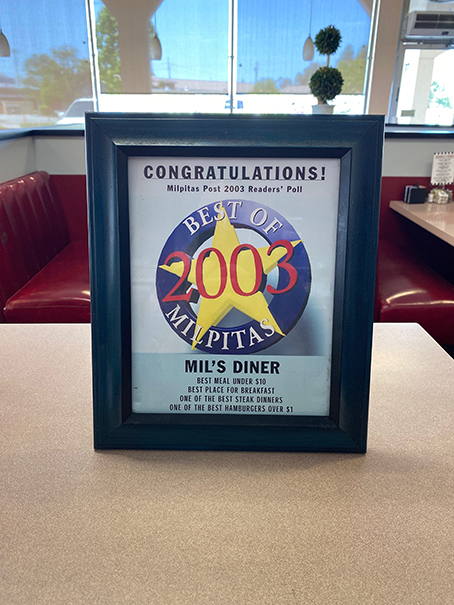 CONGRATULATIONS!
Milpitas Post 2003 Readers' Poll
BEST OF
2003
MILPITAS
MIL'S DINER
BEST MEAL UNDER $10
BEST PLACE FOR BREAKFAST
ONE OF THE BEST STEAK DINNERS
ONE OF THE BEST HAMBURGERS OVER $1